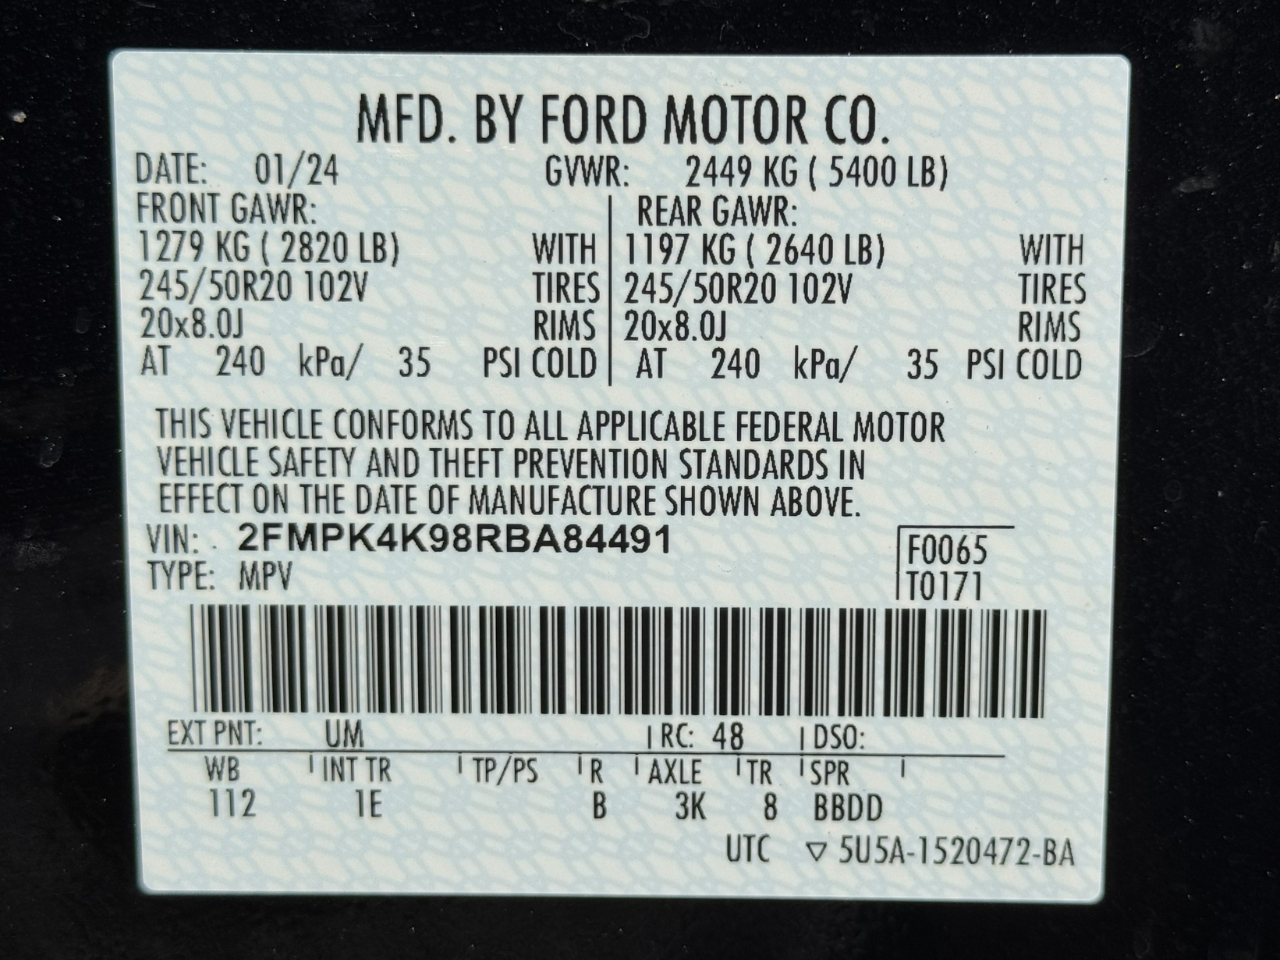 MFD. BY FORD MOTOR CO.
DATE: 01/24 GVWR: 2449 KG ( 5400 LB)
FRONT GAWR: REAR GAWR:
1279 KG ( 2820 LB) WITH 1197 KG ( 2640 LB) WITH
245/50R20 102V TIRES 245/50R20 102V TIRES
20x8.0J RIMS 20x8.0J RIMS
AT 240 kPa/ 35 PSI COLD AT 240 kPa/ 35 PSI COLD
THIS VEHICLE CONFORMS TO ALL APPLICABLE FEDERAL MOTOR
VEHICLE SAFETY AND THEFT PREVENTION STANDARDS IN
EFFECT ON THE DATE OF MANUFACTURE SHOWN ABOVE.
VIN: 2FMPK4K98RBA84491 F0065
TYPE: MPV T0171
EXT PNT: UM RC: 48 DSO:
WB INT TR TP/PS R AXLE TR SPR
112 1E B 3K 8 BBDD
UTC ▽ 5U5A-1520472-BA